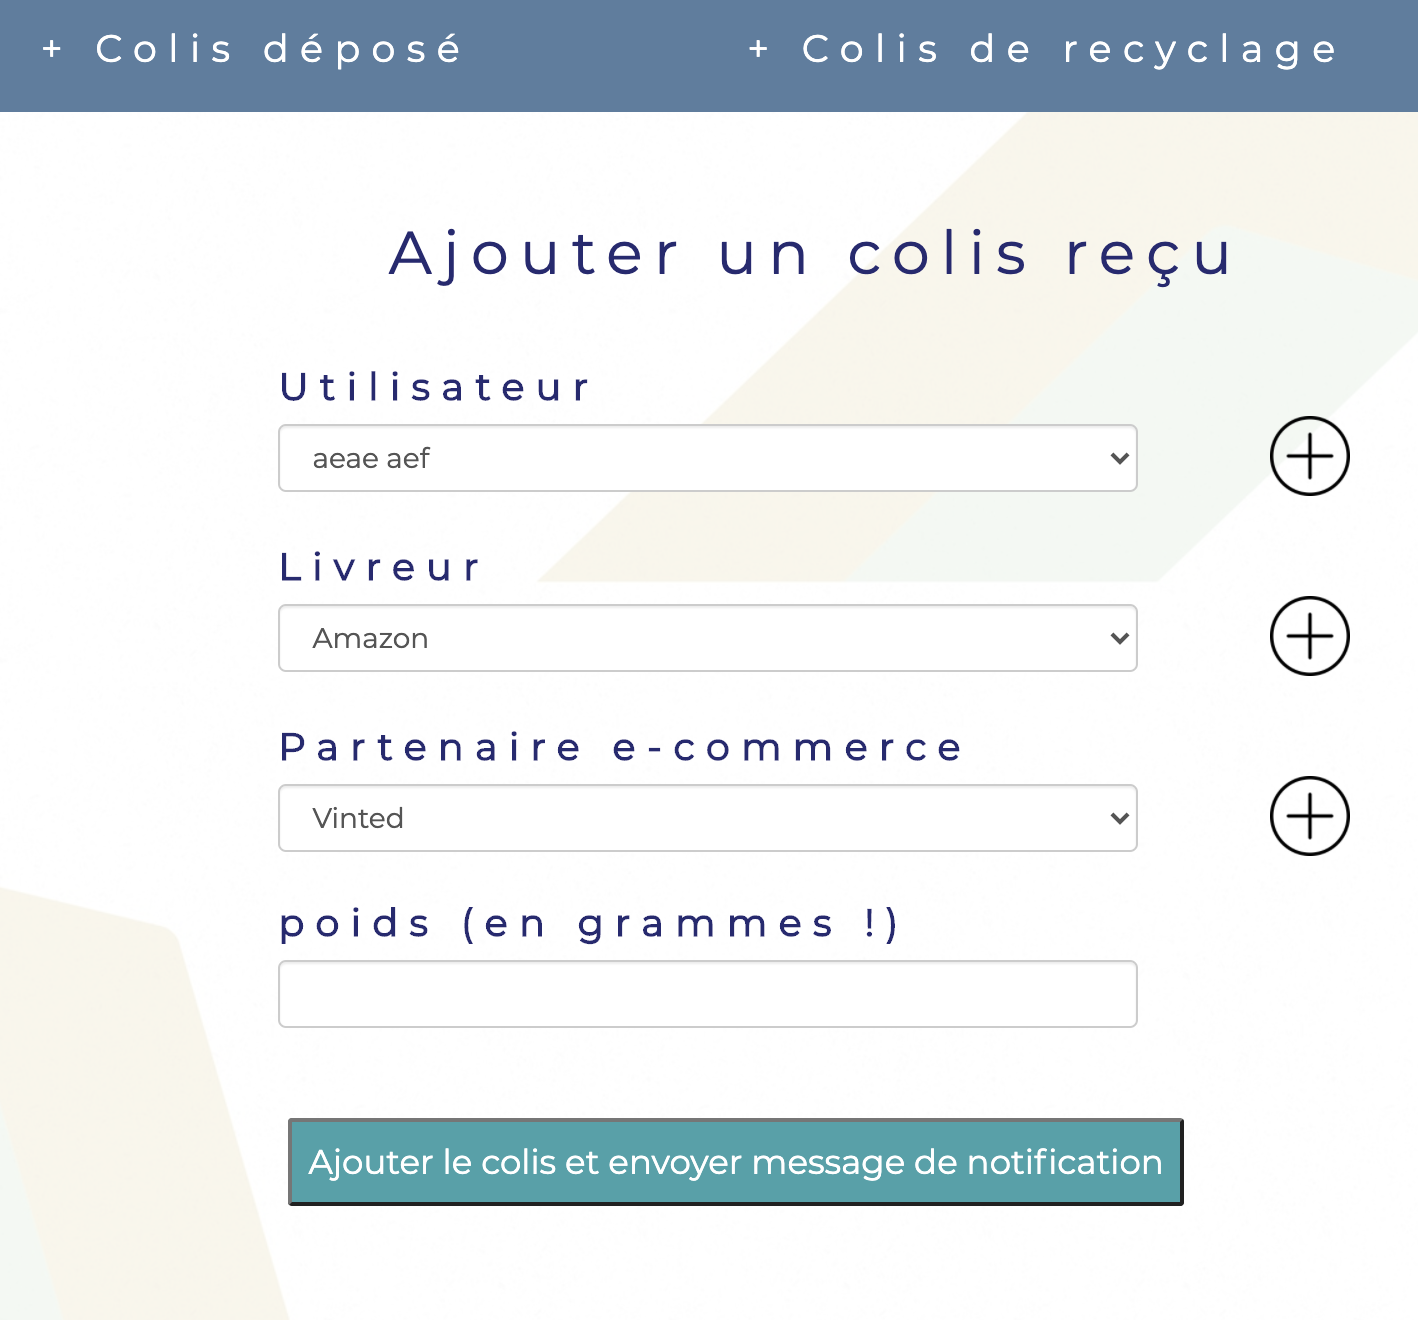 + Colis déposé
+ Colis de recyclage
Ajouter un colis reçu
Utilisateur
aeae aef
Livreur
Amazon
Partenaire e-commerce
Vinted
poids (en grammes !)
Ajouter le colis et envoyer message de notification